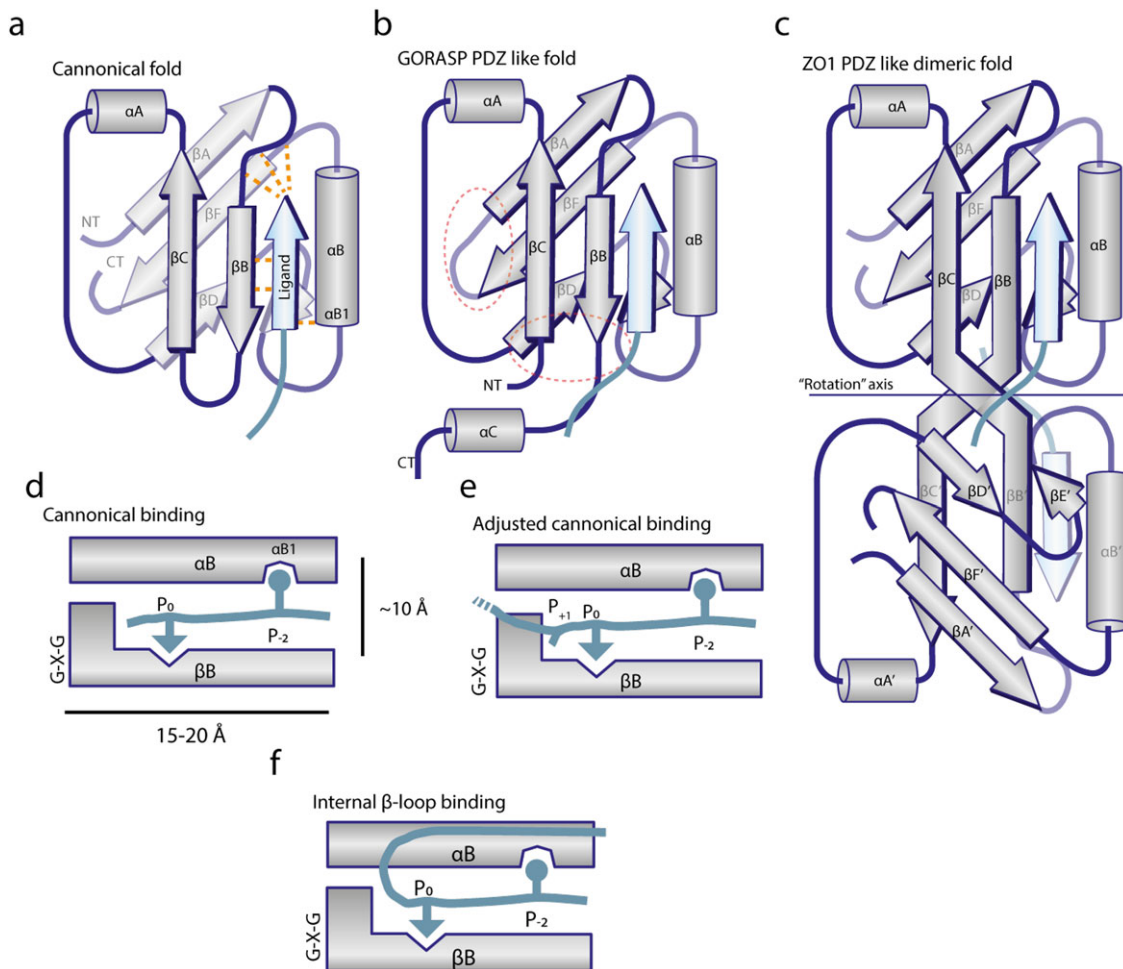 a
Cannonical fold
αA
βA
NT
βF
CT
βC
βB
Ligand
αB
βD
αB1
b
GORASP PDZ like fold
αA
βA
βF
βC
βB
αB
βD
NT
αC
CT
c
ZO1 PDZ like dimeric fold
αA
βA
βF
βC
βB
αB
βD
"Rotation" axis
βC'
βD'
βB'
βE'
αB'
βF'
βA'
αA'
d
Cannonical binding
αB
αB1
P0
P-2
G-X-G
βB
~10 Å
15-20 Å
e
Adjusted cannonical binding
αB
P+1
P0
P-2
G-X-G
βB
f
Internal β-loop binding
αB
P0
P-2
G-X-G
βB